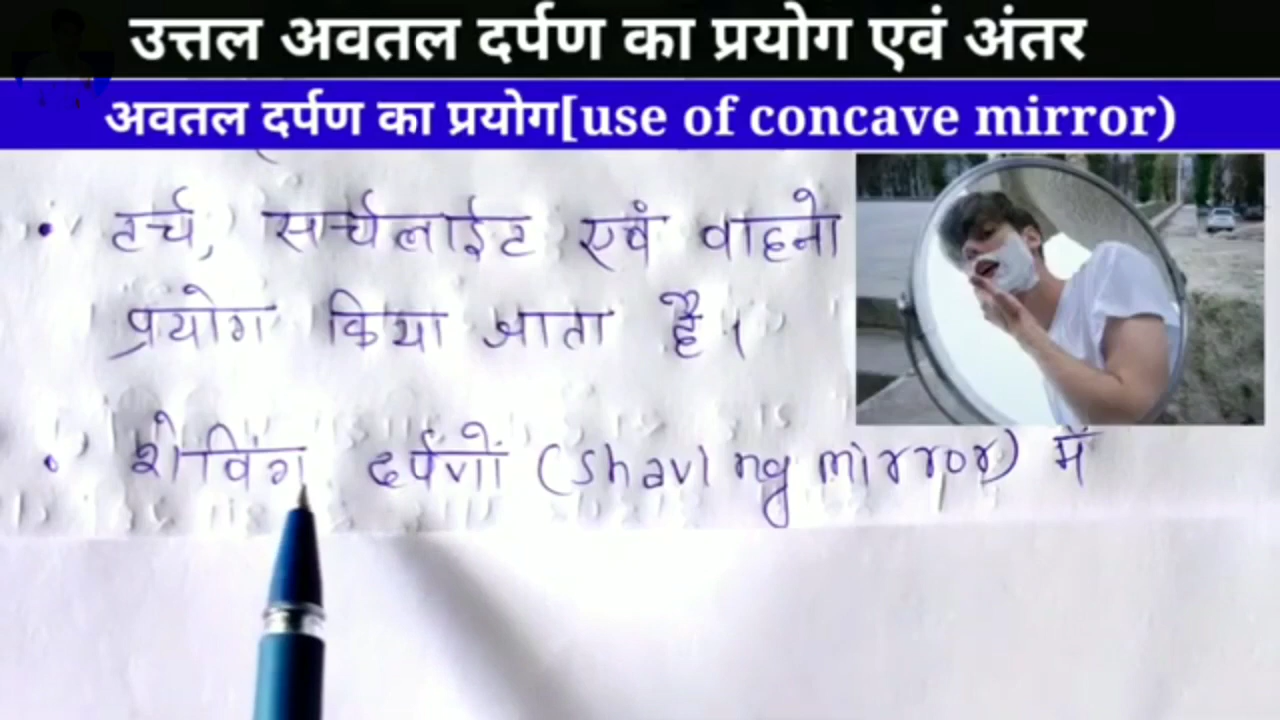 उत्तल अवतल दर्पण का प्रयोग एवं अंतर
अवतल दर्पण का प्रयोग[use of concave mirror)
• टर्च, सार्चलाईट एवं वाहनो
प्रयोग किया जाता है।
• शेविंग दर्पणों (shaving mirror) में